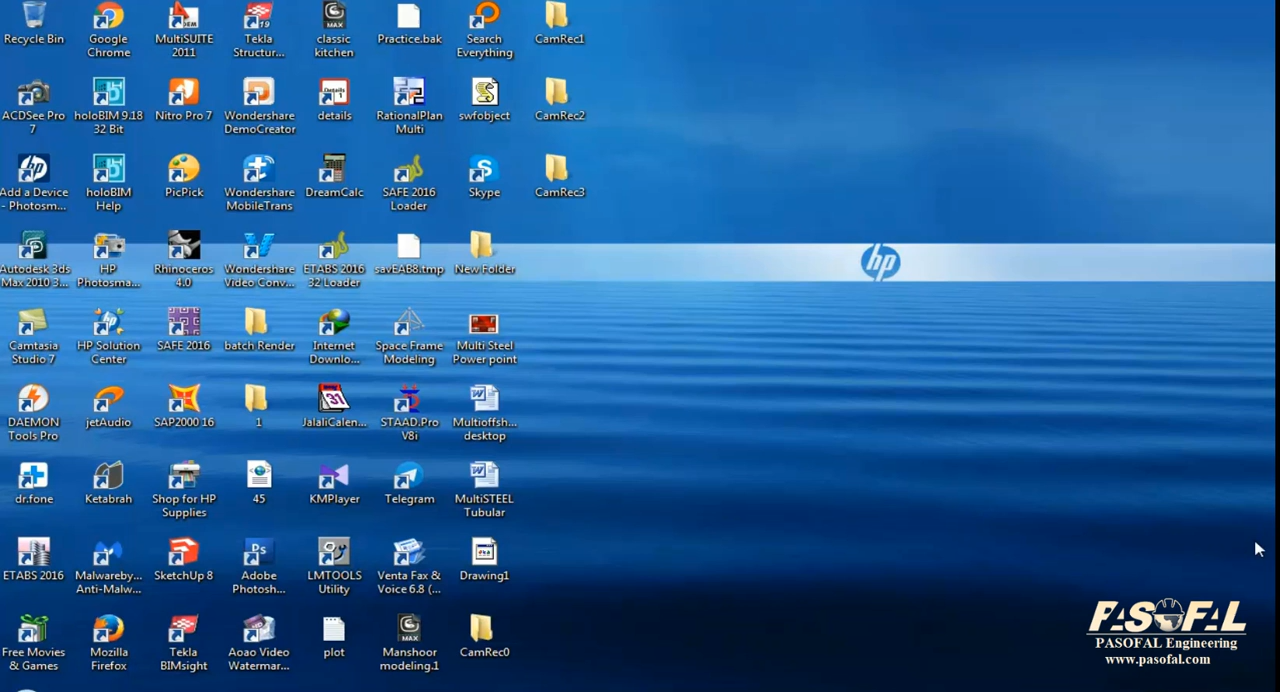 Recycle Bin
Google
Chrome
MultiSUITE
2011
Tekla
Structur...
classic
kitchen
Practice.bak
Search
Everything
CamRec1
ACDSee Pro
7
holoBIM 9.18
32 Bit
Nitro Pro 7
Wondershare
DemoCreator
details
RationalPlan
Multi
swfobject
CamRec2
Add a Device
- Photosm...
holoBIM
Help
PicPick
Wondershare
MobileTrans
DreamCalc
SAFE 2016
Loader
Skype
CamRec3
Autodesk 3ds
Max 2010 3...
HP
Photosma...
Rhinoceros
4.0
Wondershare
Video Conv...
ETABS 2016
32 Loader
savEAB8.tmp
New Folder
hp
Camtasia
Studio 7
HP Solution
Center
SAFE 2016
batch Render
Internet
Downlo...
Space Frame
Modeling
Multi Steel
Power point
DAEMON
Tools Pro
jetAudio
SAP2000 16
1
JalaliCalen...
STAAD.Pro
V8i
Multioffsh...
desktop
dr.fone
Ketabrah
Shop for HP
Supplies
45
KMPlayer
Telegram
MultiSTEEL
Tubular
ETABS 2016
Malwareby...
Anti-Malw...
SketchUp 8
Adobe
Photosh...
LMTOOLS
Utility
Venta Fax &
Voice 6.8 (...
Drawing1
Free Movies
& Games
Mozilla
Firefox
Tekla
BIMsight
Aoao Video
Watermar...
plot
Manshoor
modeling.1
CamRec0
PASOFAL
PASOFAL Engineering
www.pasofal.com